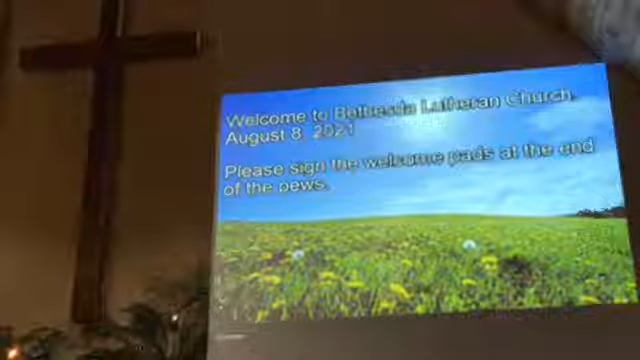 Welcome to Bethesda Lutheran Church.
August 8, 2021
Please sign the welcome pads at the end
of the pews.